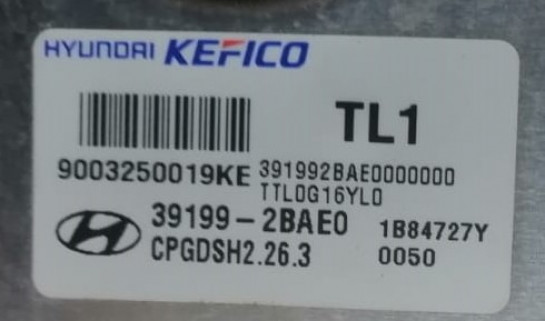 HYUNDAI KEFICO
TL1
9003250019KE 391992BAE0000000
TTL0G16YL0
39199-2BAE0 1B84727Y
CPGDSH2.26.3 0050